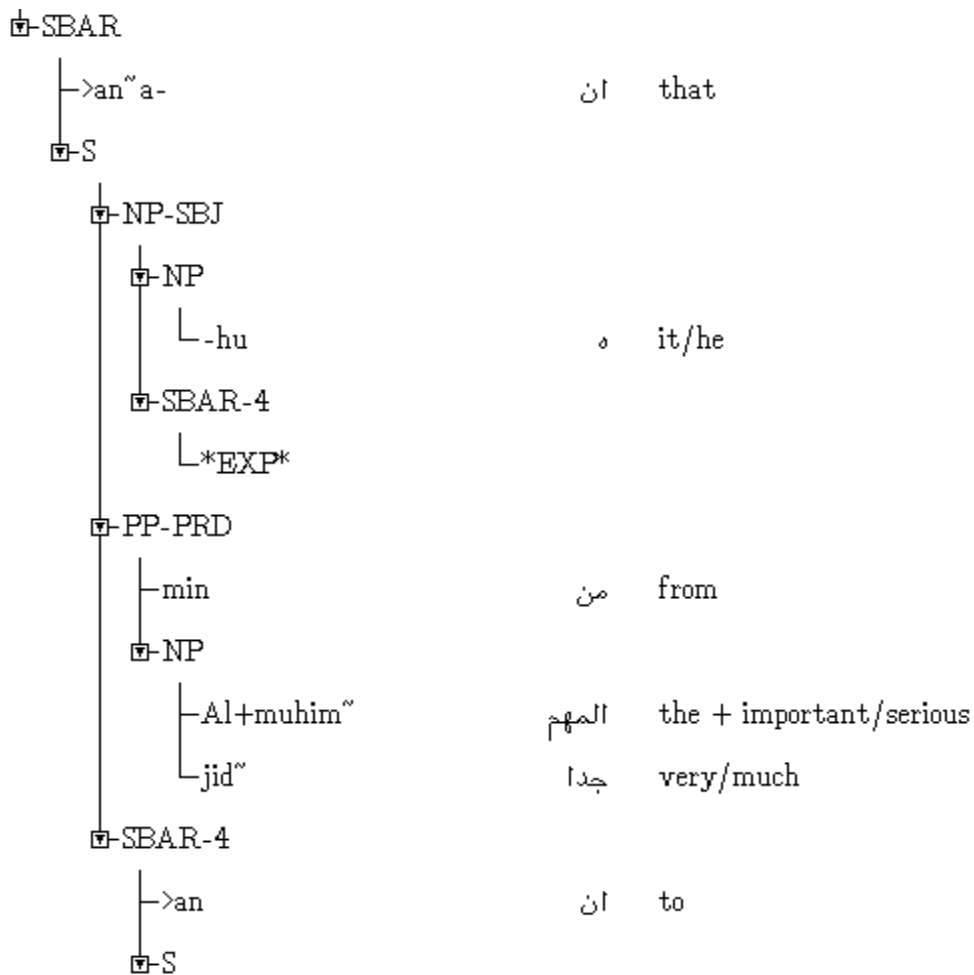 SBAR
>an~a- ان that
S
NP-SBJ
NP
-hu ه it/he
SBAR-4
*EXP*
PP-PRD
min من from
NP
Al+muhim~ المهم the + important/serious
jid~ جدا very/much
SBAR-4
>an ان to
S